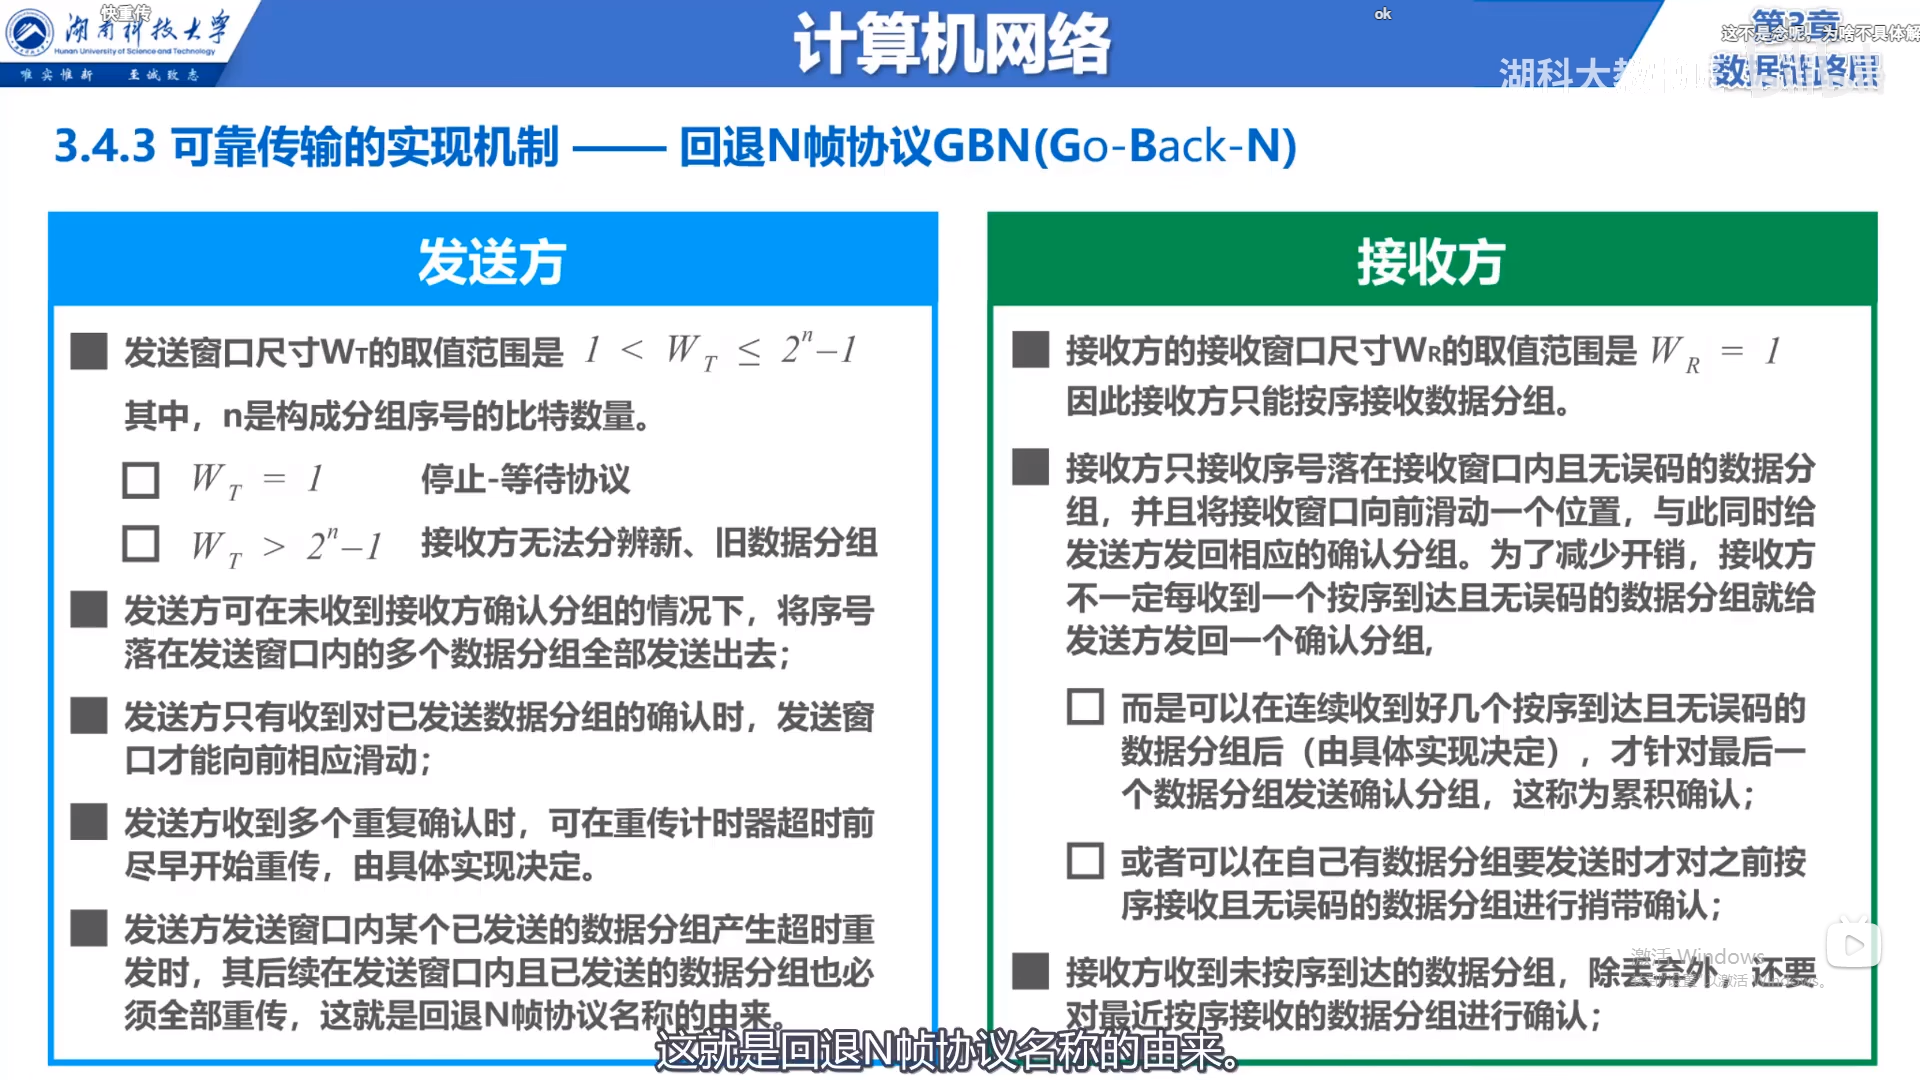 快重传
湖南科技大学
Hunan University of Science and Technology
唯实惟新 至诚致志
计算机网络
ok
第3章
这不是念呢，为啥不具体解
湖科大教
数据链路层
3.4.3 可靠传输的实现机制 —— 回退N帧协议GBN(Go-Back-N)
发送方
发送窗口尺寸WT的取值范围是 1 < W_T ≤ 2^n–1
其中，n是构成分组序号的比特数量。
W_T = 1 停止-等待协议
W_T > 2^n–1 接收方无法分辨新、旧数据分组
发送方可在未收到接收方确认分组的情况下，将序号
落在发送窗口内的多个数据分组全部发送出去；
发送方只有收到对已发送数据分组的确认时，发送窗
口才能向前相应滑动；
发送方收到多个重复确认时，可在重传计时器超时前
尽早开始重传，由具体实现决定。
发送方发送窗口内某个已发送的数据分组产生超时重
发时，其后续在发送窗口内且已发送的数据分组也必
须全部重传，这就是回退N帧协议名称的由来。
接收方
接收方的接收窗口尺寸WR的取值范围是 W_R = 1
因此接收方只能按序接收数据分组。
接收方只接收序号落在接收窗口内且无误码的数据分
组，并且将接收窗口向前滑动一个位置，与此同时给
发送方发回相应的确认分组。为了减少开销，接收方
不一定每收到一个按序到达且无误码的数据分组就给
发送方发回一个确认分组,
而是可以在连续收到好几个按序到达且无误码的
数据分组后（由具体实现决定），才针对最后一
个数据分组发送确认分组，这称为累积确认；
或者可以在自己有数据分组要发送时才对之前按
序接收且无误码的数据分组进行捎带确认；
接收方收到未按序到达的数据分组，除丢弃外，还要
对最近按序接收的数据分组进行确认；
激活 Windows
转到"设置"以激活 Windows。
这就是回退N帧协议名称的由来。